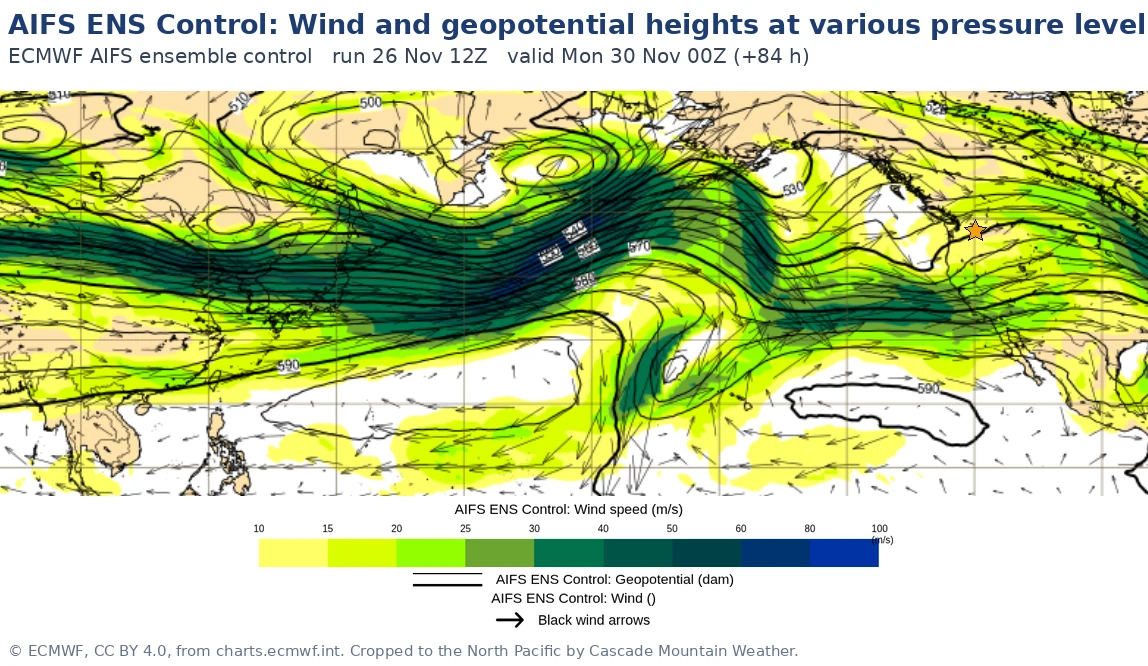 AIFS ENS Control: Wind and geopotential heights at various pressure level
ECMWF AIFS ensemble control   run 26 Nov 12Z   valid Mon 30 Nov 00Z (+84 h)
510
510
500
520
530
540
570
580
590
590
AIFS ENS Control: Wind speed (m/s)
10 15 20 25 30 40 50 60 80 100
(m/s)
AIFS ENS Control: Geopotential (dam)
AIFS ENS Control: Wind ()
Black wind arrows
© ECMWF, CC BY 4.0, from charts.ecmwf.int. Cropped to the North Pacific by Cascade Mountain Weather.